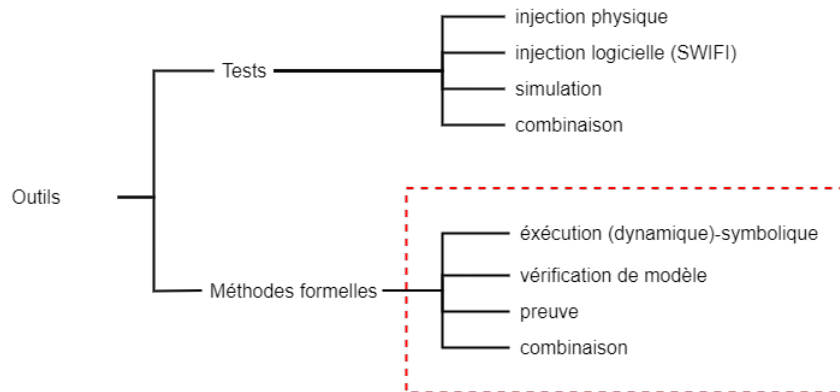 injection physique
injection logicielle (SWIFI)
Tests
simulation
combinaison
Outils
éxécution (dynamique)-symbolique
vérification de modèle
Méthodes formelles
preuve
combinaison